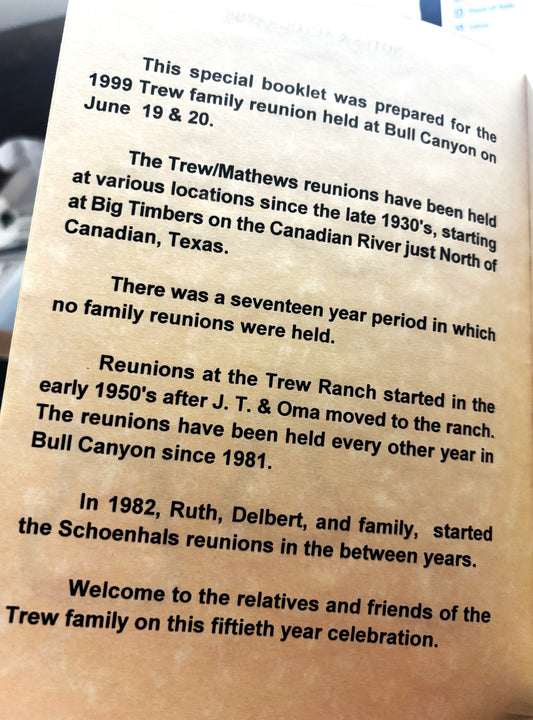 This special booklet was prepared for the
1999 Trew family reunion held at Bull Canyon on
June 19 & 20.
The Trew/Mathews reunions have been held
at various locations since the late 1930's, starting
at Big Timbers on the Canadian River just North of
Canadian, Texas.
There was a seventeen year period in which
no family reunions were held.
Reunions at the Trew Ranch started in the
early 1950's after J. T. & Oma moved to the ranch.
The reunions have been held every other year in
Bull Canyon since 1981.
In 1982, Ruth, Delbert, and family, started
the Schoenhals reunions in the between years.
Welcome to the relatives and friends of the
Trew family on this fiftieth year celebration.